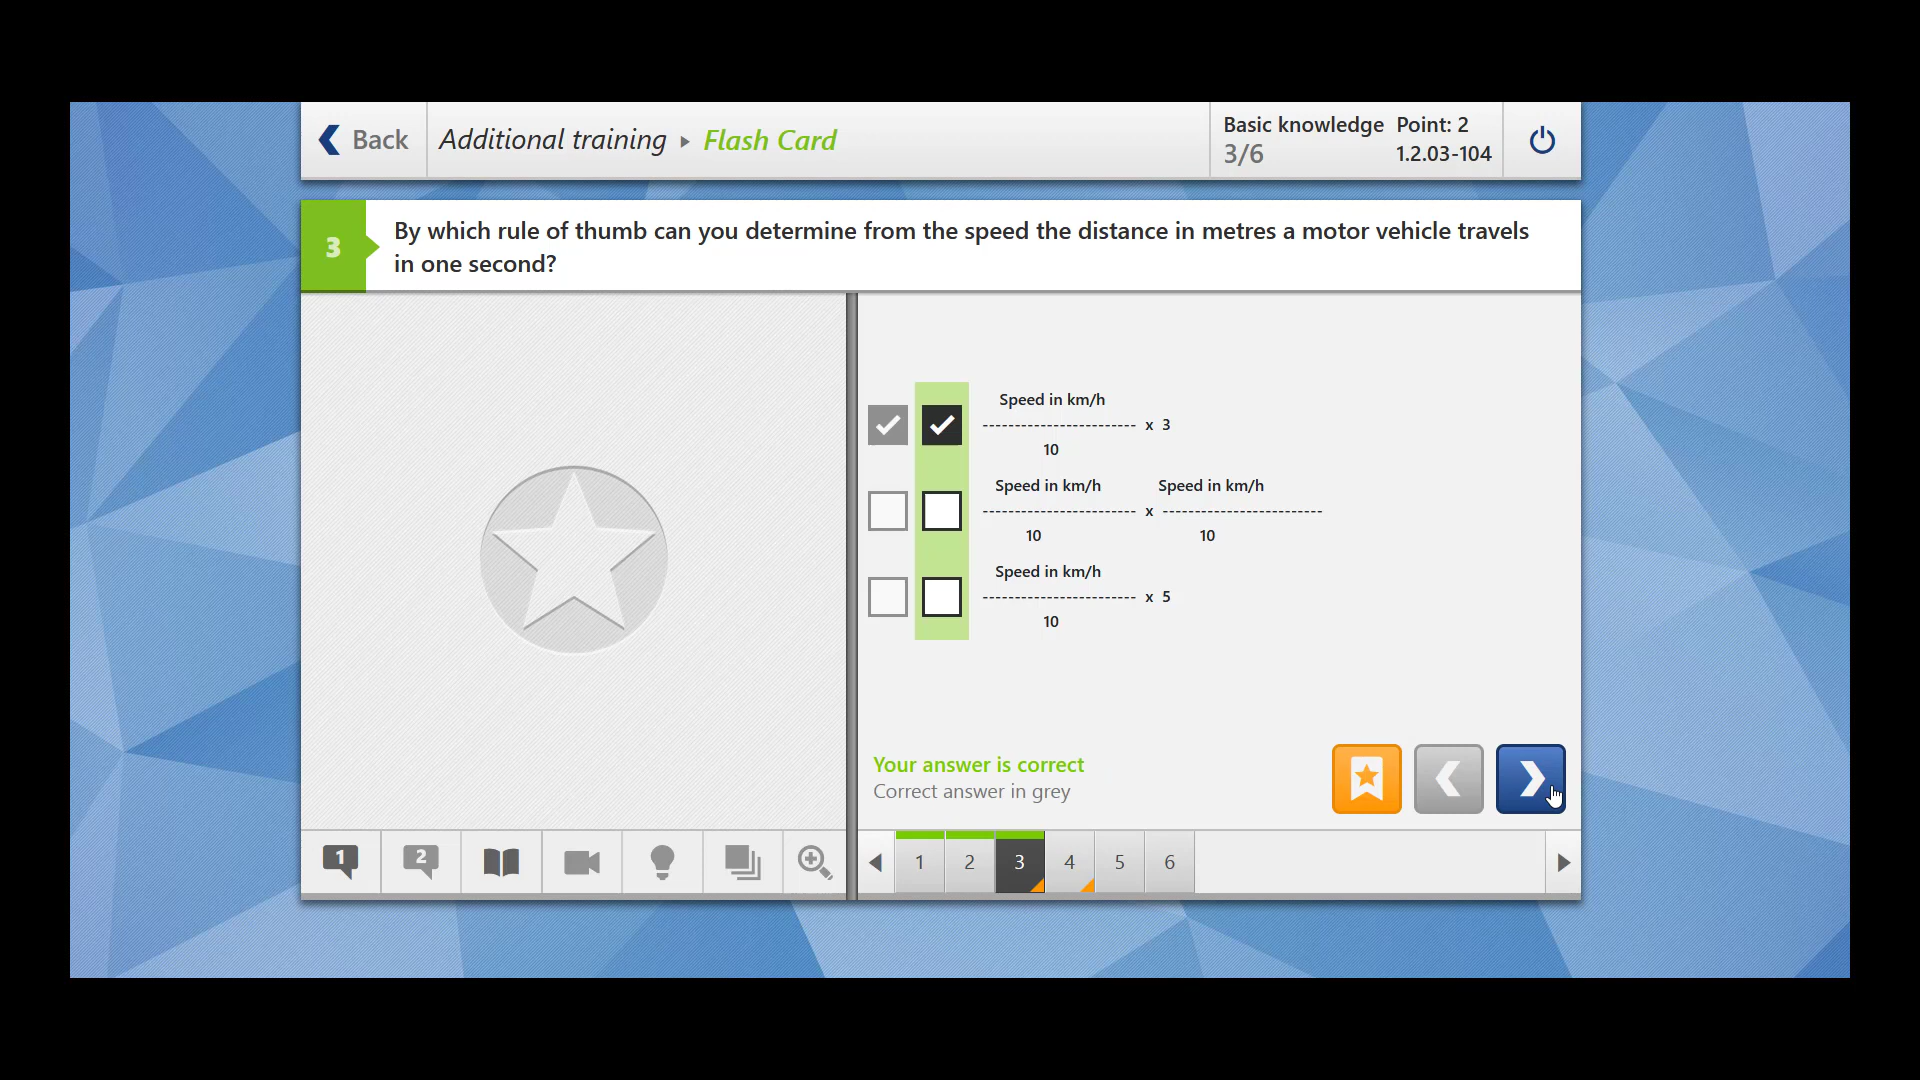 Back
Additional training ▸ Flash Card
Basic knowledge Point: 2
3/6 1.2.03-104
3
By which rule of thumb can you determine from the speed the distance in metres a motor vehicle travels
in one second?
Speed in km/h
------------------------ x 3
10
Speed in km/h Speed in km/h
------------------------ x -------------------------
10 10
Speed in km/h
------------------------ x 5
10
Your answer is correct
Correct answer in grey
1 2
1 2 3 4 5 6